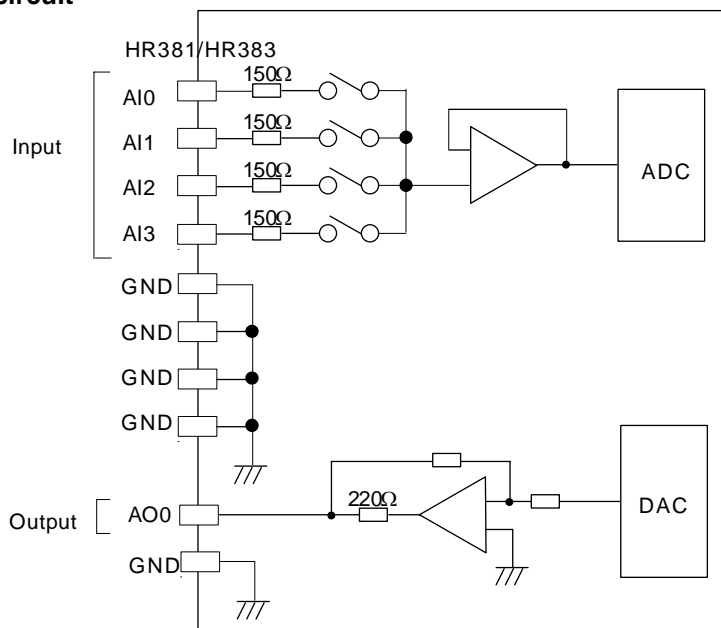 HR381/HR383
Input
AI0
150Ω
AI1
150Ω
AI2
150Ω
AI3
150Ω
ADC
GND
GND
GND
GND
Output
AO0
220Ω
DAC
GND